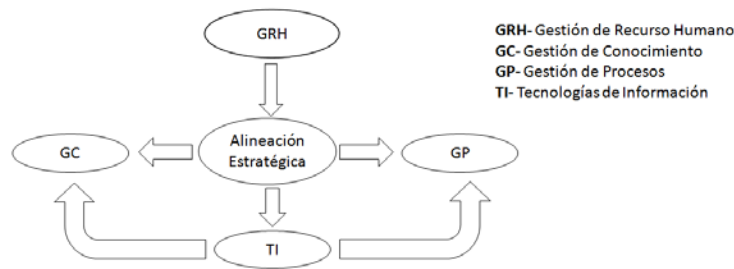 GRH
GRH- Gestión de Recurso Humano
GC- Gestión de Conocimiento
GP- Gestión de Procesos
TI- Tecnologías de Información
GC
Alineación
Estratégica
GP
TI